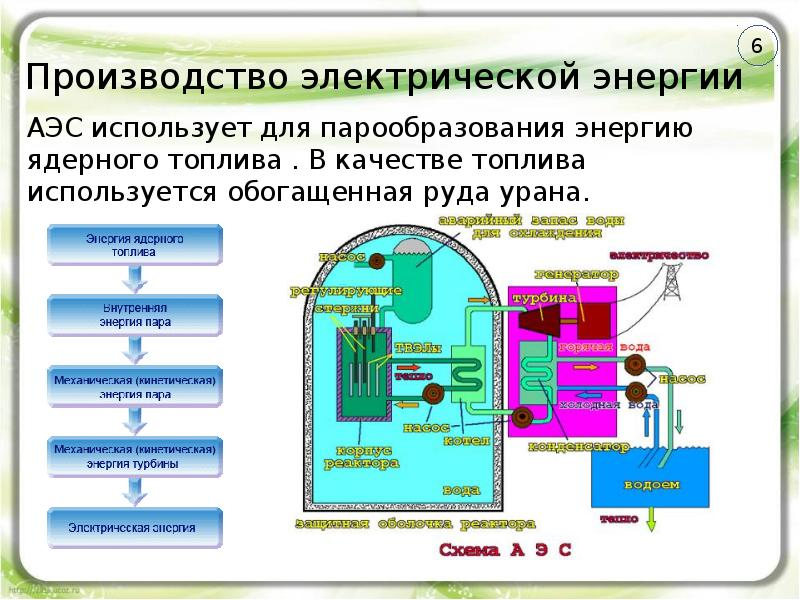 6
Производство электрической энергии
АЭС использует для парообразования энергию
ядерного топлива . В качестве топлива
используется обогащенная руда урана.
Энергия ядерного
топлива
Внутренняя
энергия пара
Механическая (кинетическая)
энергия пара
Механическая (кинетическая)
энергия турбины
Электрическая энергия
аварийный запас воды
для охлаждения
насос
регулирующие
стержни
ТВЭЛы
тепло
насос
котел
корпус
реактора
вода
защитная оболочка реактора
электричество
генератор
турбина
горячая вода
насос
холодная вода
конденсатор
водоем
тепло
Схема А Э С